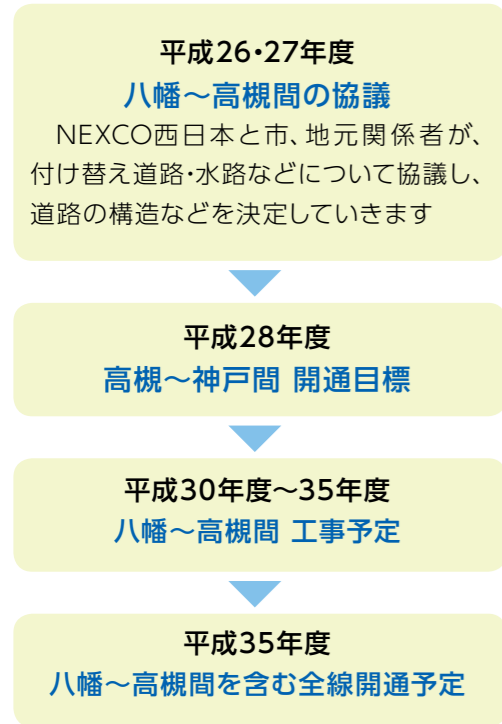 平成26・27年度
八幡～高槻間の協議
　NEXCO西日本と市、地元関係者が、
付け替え道路・水路などについて協議し、
道路の構造などを決定していきます
平成28年度
高槻～神戸間 開通目標
平成30年度～35年度
八幡～高槻間 工事予定
平成35年度
八幡～高槻間を含む全線開通予定